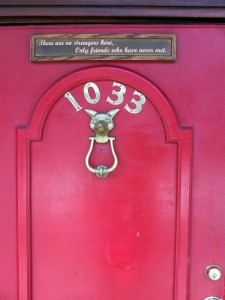 There are no strangers here,
Only friends who have never met.
1033